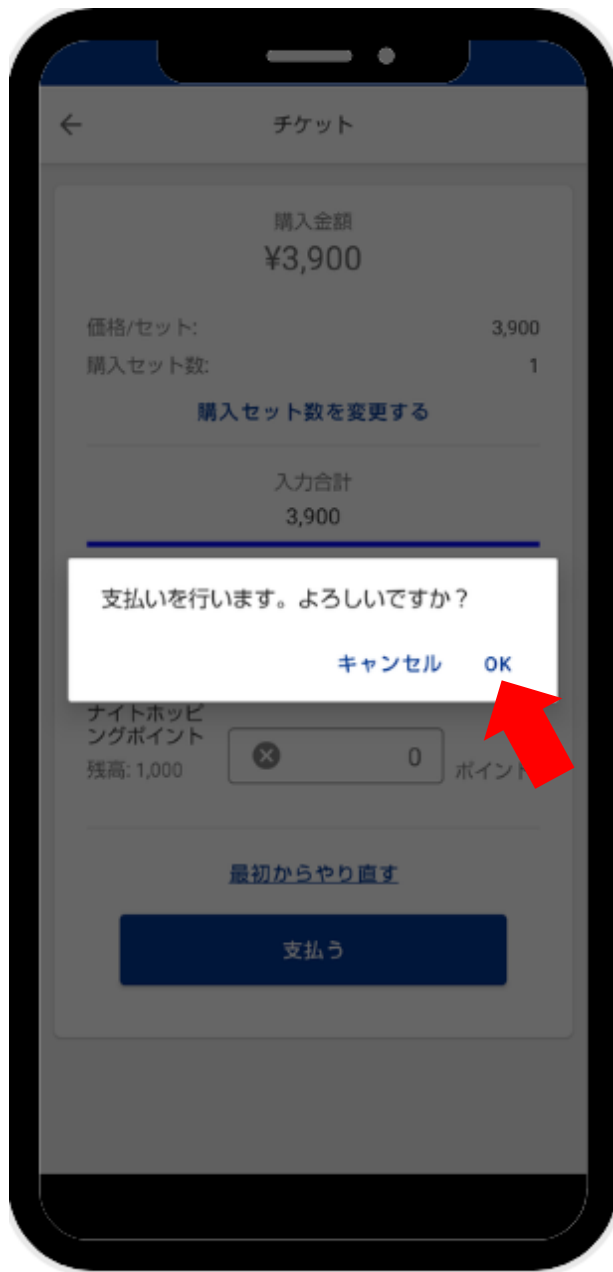 チケット
購入金額
¥3,900
価格/セット: 3,900
購入セット数: 1
購入セット数を変更する
入力合計
3,900
支払いを行います。よろしいですか？
キャンセル OK
ナイトホッピ
ングポイント
残高: 1,000
0 ポイント
最初からやり直す
支払う